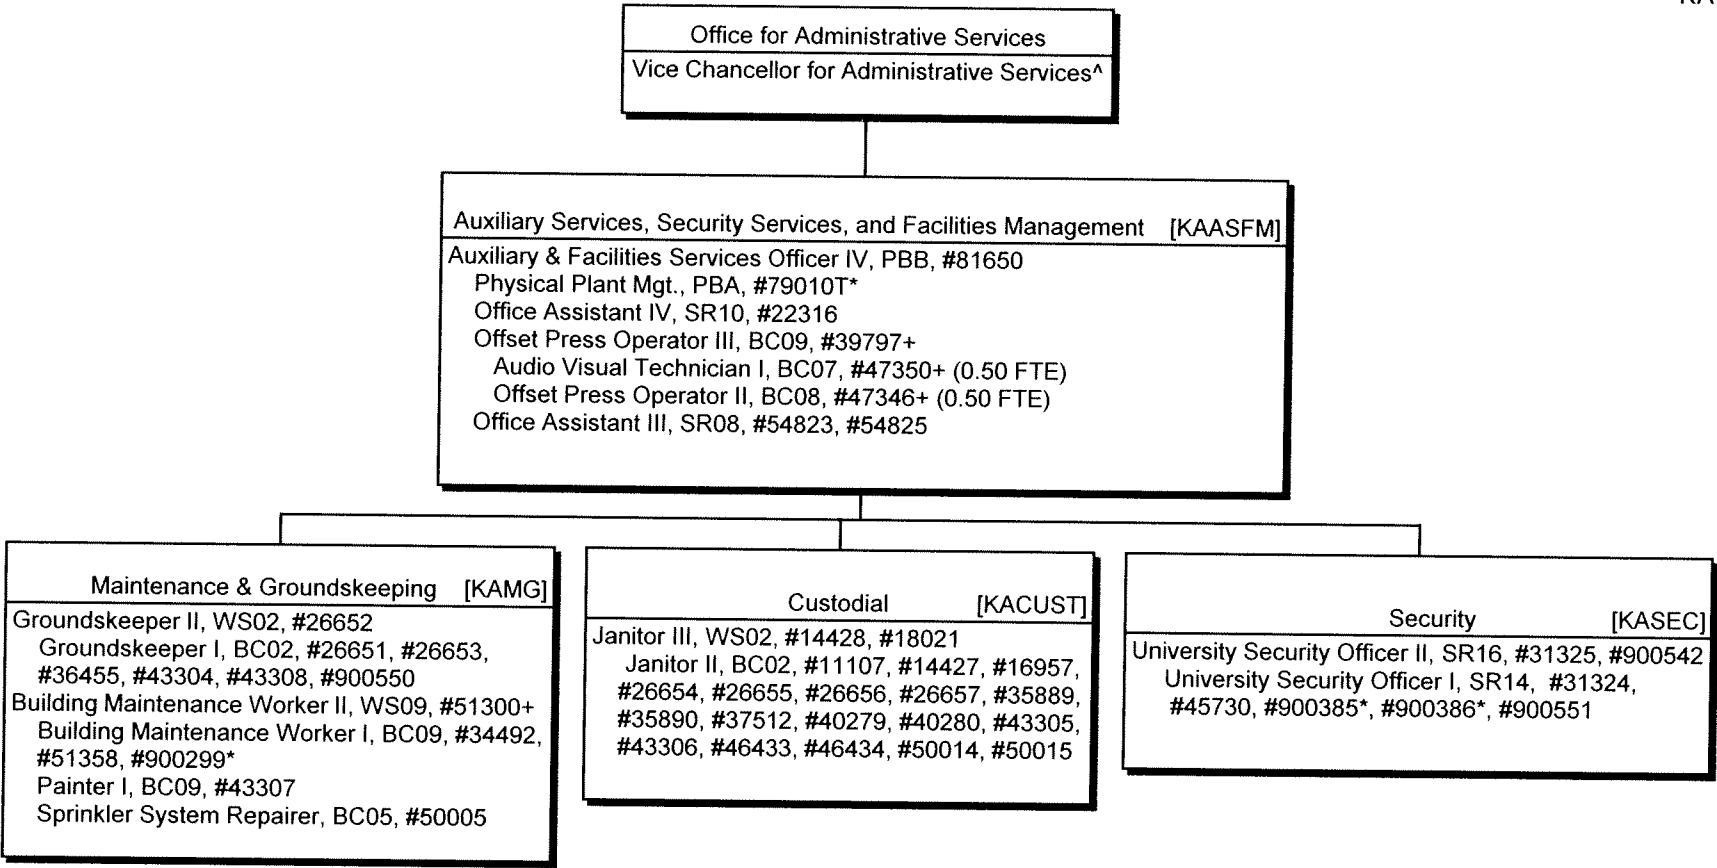 Office for Administrative Services
Vice Chancellor for Administrative Services^
Auxiliary Services, Security Services, and Facilities Management [KAASFM]
Auxiliary & Facilities Services Officer IV, PBB, #81650
Physical Plant Mgt., PBA, #79010T*
Office Assistant IV, SR10, #22316
Offset Press Operator III, BC09, #39797+
Audio Visual Technician I, BC07, #47350+ (0.50 FTE)
Offset Press Operator II, BC08, #47346+ (0.50 FTE)
Office Assistant III, SR08, #54823, #54825
Maintenance & Groundskeeping [KAMG]
Groundskeeper II, WS02, #26652
Groundskeeper I, BC02, #26651, #26653,
#36455, #43304, #43308, #900550
Building Maintenance Worker II, WS09, #51300+
Building Maintenance Worker I, BC09, #34492,
#51358, #900299*
Painter I, BC09, #43307
Sprinkler System Repairer, BC05, #50005
Custodial [KACUST]
Janitor III, WS02, #14428, #18021
Janitor II, BC02, #11107, #14427, #16957,
#26654, #26655, #26656, #26657, #35889,
#35890, #37512, #40279, #40280, #43305,
#43306, #46433, #46434, #50014, #50015
Security [KASEC]
University Security Officer II, SR16, #31325, #900542
University Security Officer I, SR14, #31324,
#45730, #900385*, #900386*, #900551